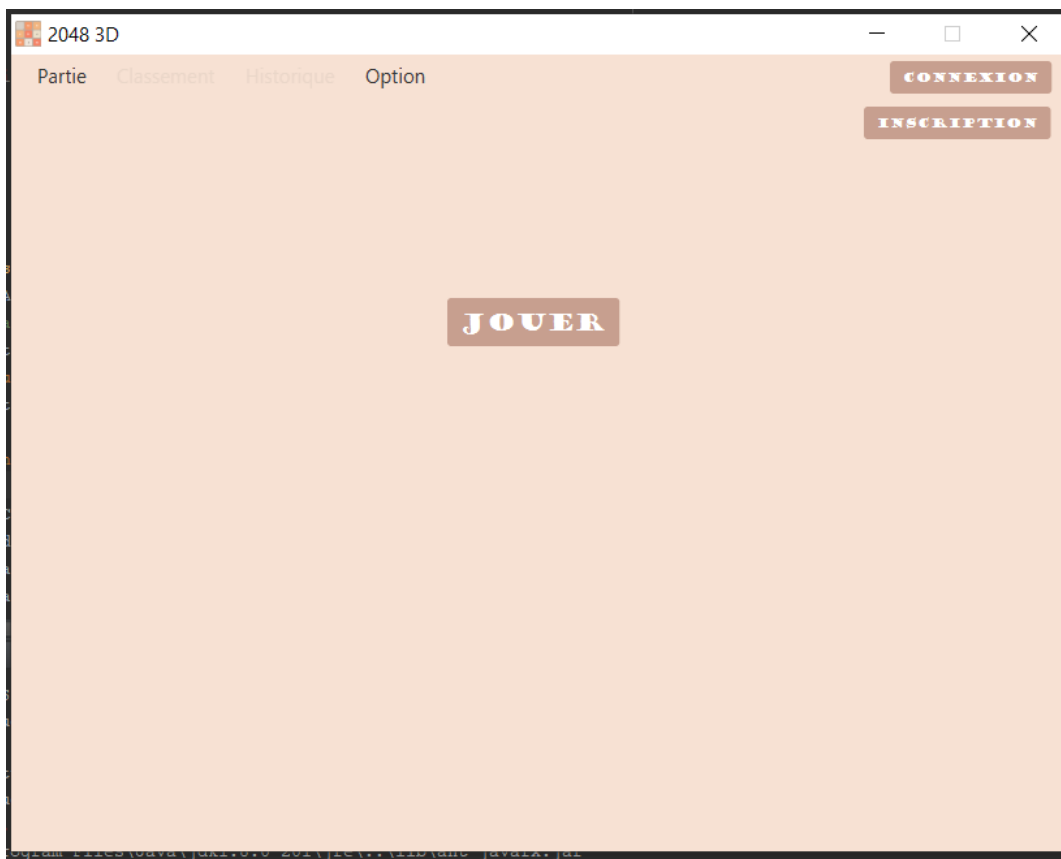 2048 3D
Partie Classement Historique Option
CONNEXION
INSCRIPTION
JOUER